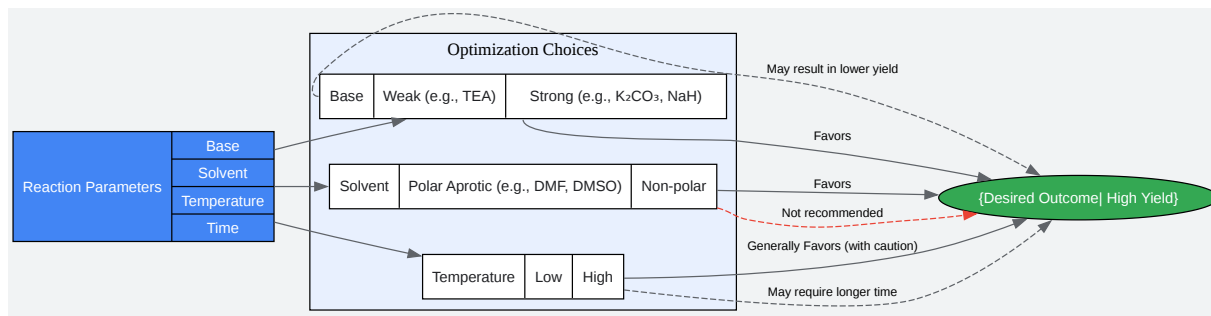 Optimization Choices
May result in lower yield
Base
Weak (e.g., TEA)
Strong (e.g., K₂CO₃, NaH)
Favors
Reaction Parameters
Base
Solvent
Temperature
Time
Solvent
Polar Aprotic (e.g., DMF, DMSO)
Non-polar
Favors
Not recommended
{Desired Outcome| High Yield}
Generally Favors (with caution)
Temperature
Low
High
May require longer time